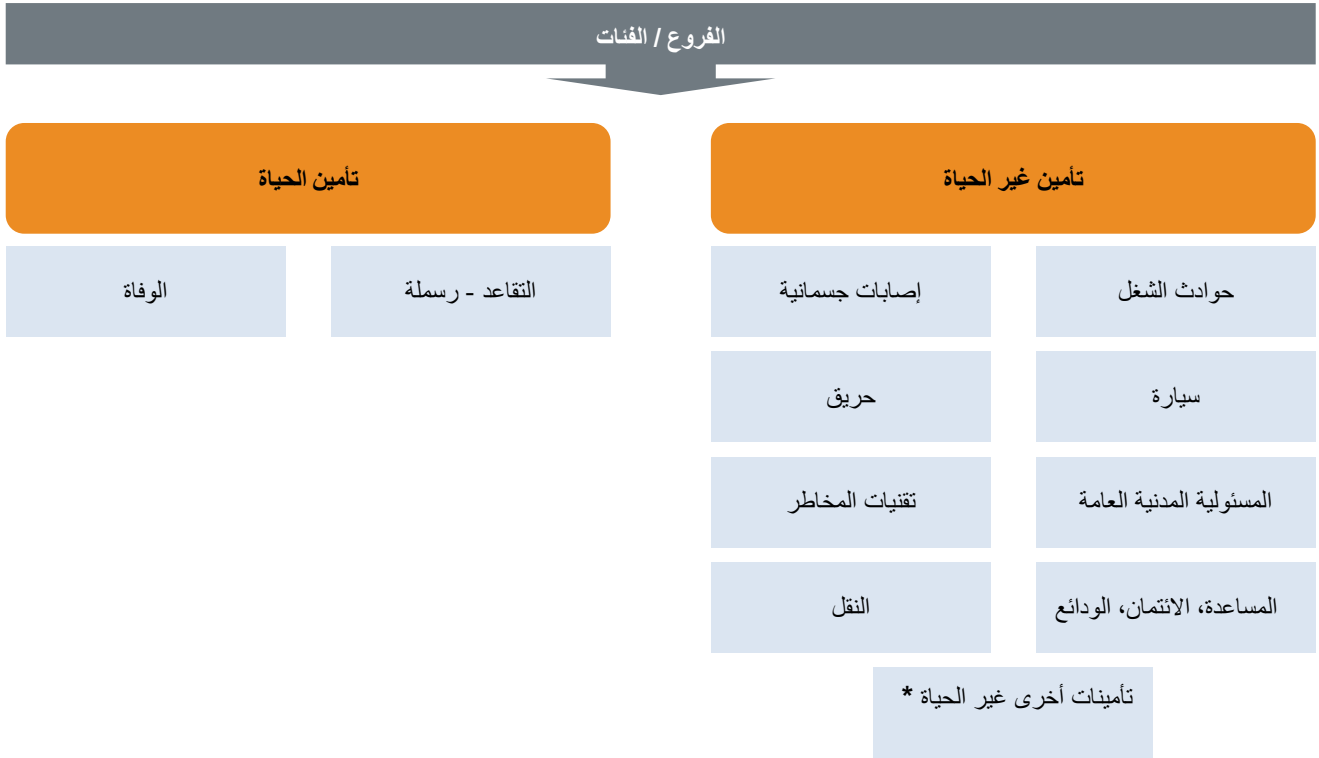 الفروع / الفئات
تأمين غير الحياة
تأمين الحياة
حوادث الشغل
إصابات جسمانية
التقاعد - رسملة
الوفاة
سيارة
حريق
المسئولية المدنية العامة
تقنيات المخاطر
المساعدة، الائتمان، الودائع
النقل
تأمينات أخرى غير الحياة *